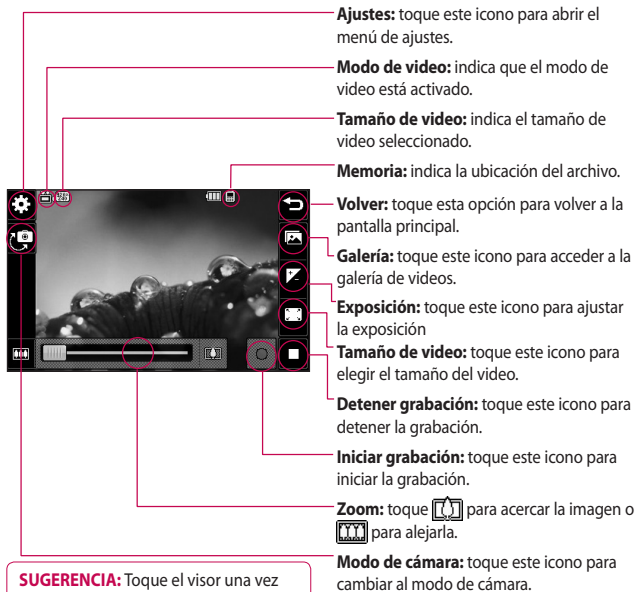 Ajustes: toque este icono para abrir el
menú de ajustes.
Modo de video: indica que el modo de
video está activado.
Tamaño de video: indica el tamaño de
video seleccionado.
Memoria: indica la ubicación del archivo.
Volver: toque esta opción para volver a la
pantalla principal.
Galería: toque este icono para acceder a la
galería de videos.
Exposición: toque este icono para ajustar
la exposición
Tamaño de video: toque este icono para
elegir el tamaño del video.
Detener grabación: toque este icono para
detener la grabación.
Iniciar grabación: toque este icono para
iniciar la grabación.
Zoom: toque para acercar la imagen o
para alejarla.
Modo de cámara: toque este icono para
cambiar al modo de cámara.
SUGERENCIA: Toque el visor una vez